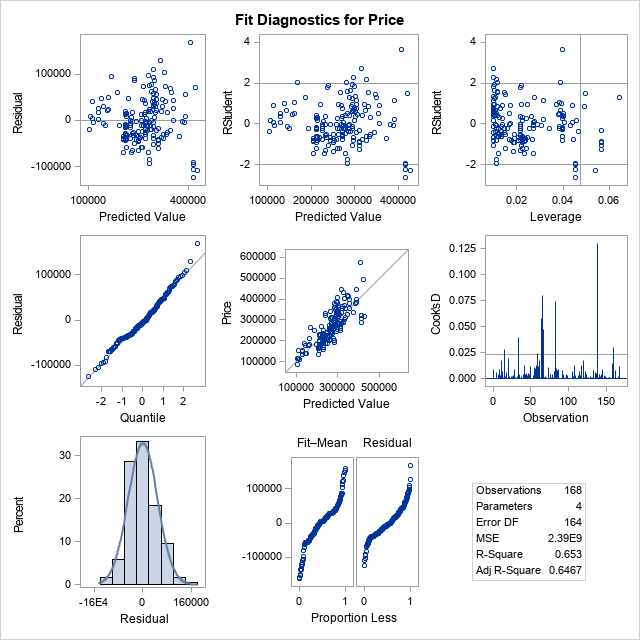 Fit Diagnostics for Price
Residual
100000
0
-100000
100000 400000
Predicted Value
RStudent
4
2
0
-2
100000 200000 300000 400000
Predicted Value
RStudent
4
2
0
-2
0.02 0.04 0.06
Leverage
Residual
100000
0
-100000
-2 -1 0 1 2
Quantile
Price
600000
500000
400000
300000
200000
100000
100000 300000 500000
Predicted Value
Cook's D
0.125
0.100
0.075
0.050
0.025
0.000
0 50 100 150
Observation
Percent
30
20
10
0
-16E4 0 160000
Residual
Fit–Mean Residual
100000
0
-100000
0 1 0 1
Proportion Less
Observations 168
Parameters 4
Error DF 164
MSE 2.39E9
R-Square 0.653
Adj R-Square 0.6467